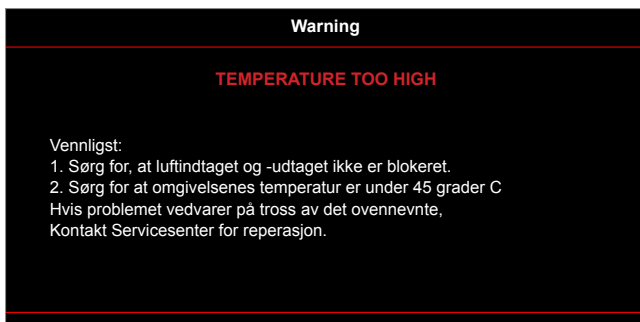 Warning
TEMPERATURE TOO HIGH
Vennligst:
1. Sørg for, at luftindtaget og -udtaget ikke er blokeret.
2. Sørg for at omgivelsenes temperatur er under 45 grader C
Hvis problemet vedvarer på tross av det ovennevnte,
Kontakt Servicesenter for reperasjon.